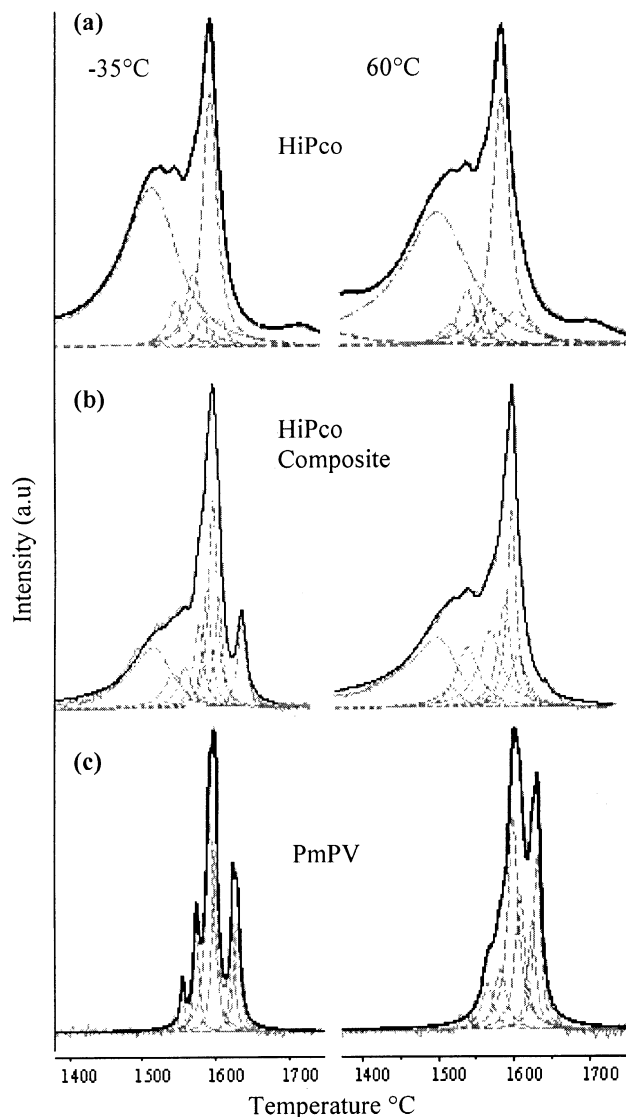 (a)
-35°C
60°C
HiPco
(b)
HiPco
Composite
Intensity (a.u)
(c)
PmPV
1400 1500 1600 1700 1400 1500 1600 1700
Temperature °C